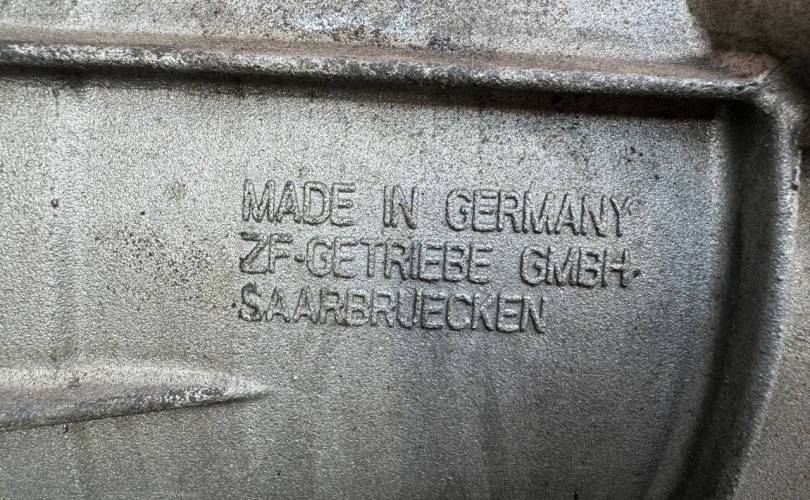 MADE IN GERMANY
ZF-GETRIEBE GMBH
SAARBRUECKEN